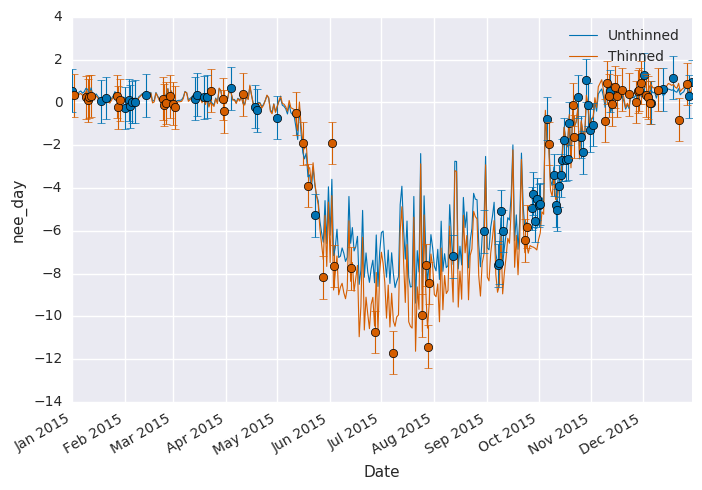 4
2
0
−2
−4
−6
−8
−10
−12
−14
nee_day
Unthinned
Thinned
Jan 2015
Feb 2015
Mar 2015
Apr 2015
May 2015
Jun 2015
Jul 2015
Aug 2015
Sep 2015
Oct 2015
Nov 2015
Dec 2015
Date